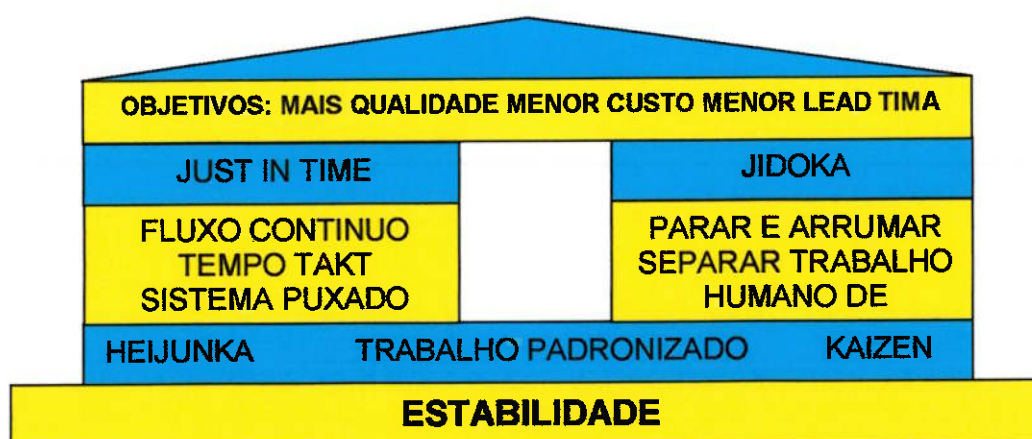 OBJETIVOS: MAIS QUALIDADE MENOR CUSTO MENOR LEAD TIMA
JUST IN TIME
JIDOKA
FLUXO CONTINUO
TEMPO TAKT
SISTEMA PUXADO
PARAR E ARRUMAR
SEPARAR TRABALHO
HUMANO DE
HEIJUNKA TRABALHO PADRONIZADO KAIZEN
ESTABILIDADE